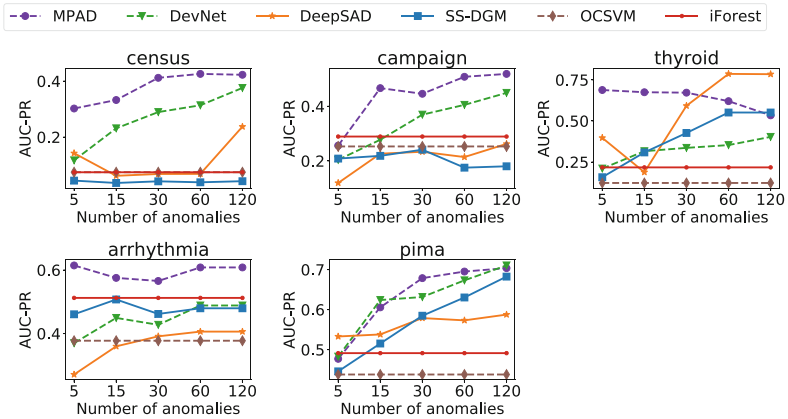 MPAD DevNet DeepSAD SS-DGM OCSVM iForest
census campaign thyroid
AUC-PR
0.4
0.2
5 15 30 60 120
Number of anomalies
AUC-PR
0.4
0.2
5 15 30 60 120
Number of anomalies
AUC-PR
0.75
0.50
0.25
5 15 30 60 120
Number of anomalies
arrhythmia pima
AUC-PR
0.6
0.4
5 15 30 60 120
Number of anomalies
AUC-PR
0.7
0.6
0.5
5 15 30 60 120
Number of anomalies